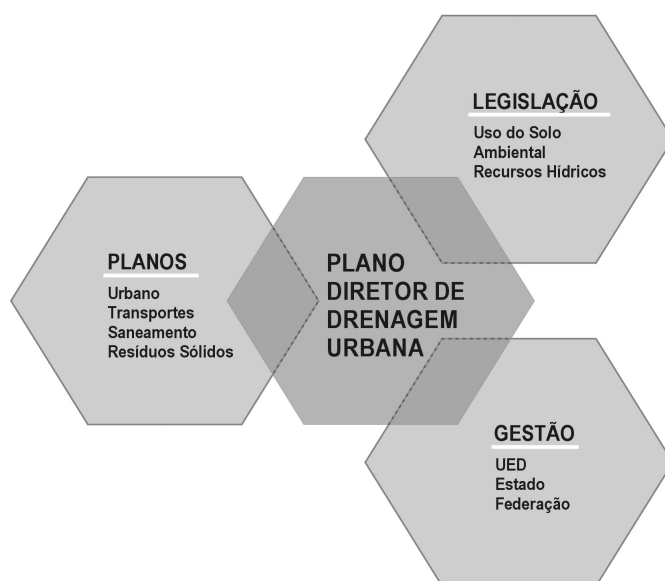 LEGISLAÇÃO
Uso do Solo
Ambiental
Recursos Hídricos
PLANOS
Urbano
Transportes
Saneamento
Resíduos Sólidos
PLANO
DIRETOR DE
DRENAGEM
URBANA
GESTÃO
UED
Estado
Federação